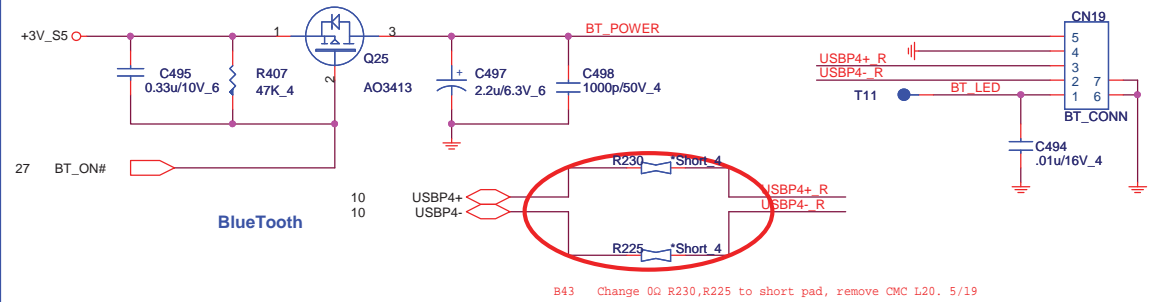 CN19
+3V_S5
1
3
BT_POWER
5
Q25
4
USBP4+_R
3
C495
0.33u/10V_6
R407
47K_4
2
AO3413
C497
2.2u/6.3V_6
+
C498
1000p/50V_4
USBP4-_R
2
7
T11
BT_LED
1
6
BT_CONN
C494
.01u/16V_4
27
BT_ON#
R230
*Short_4
10
USBP4+
USBP4+_R
10
USBP4-
USBP4-_R
BlueTooth
R225
*Short_4
B43 Change 0Ω R230,R225 to short pad, remove CMC L20. 5/19